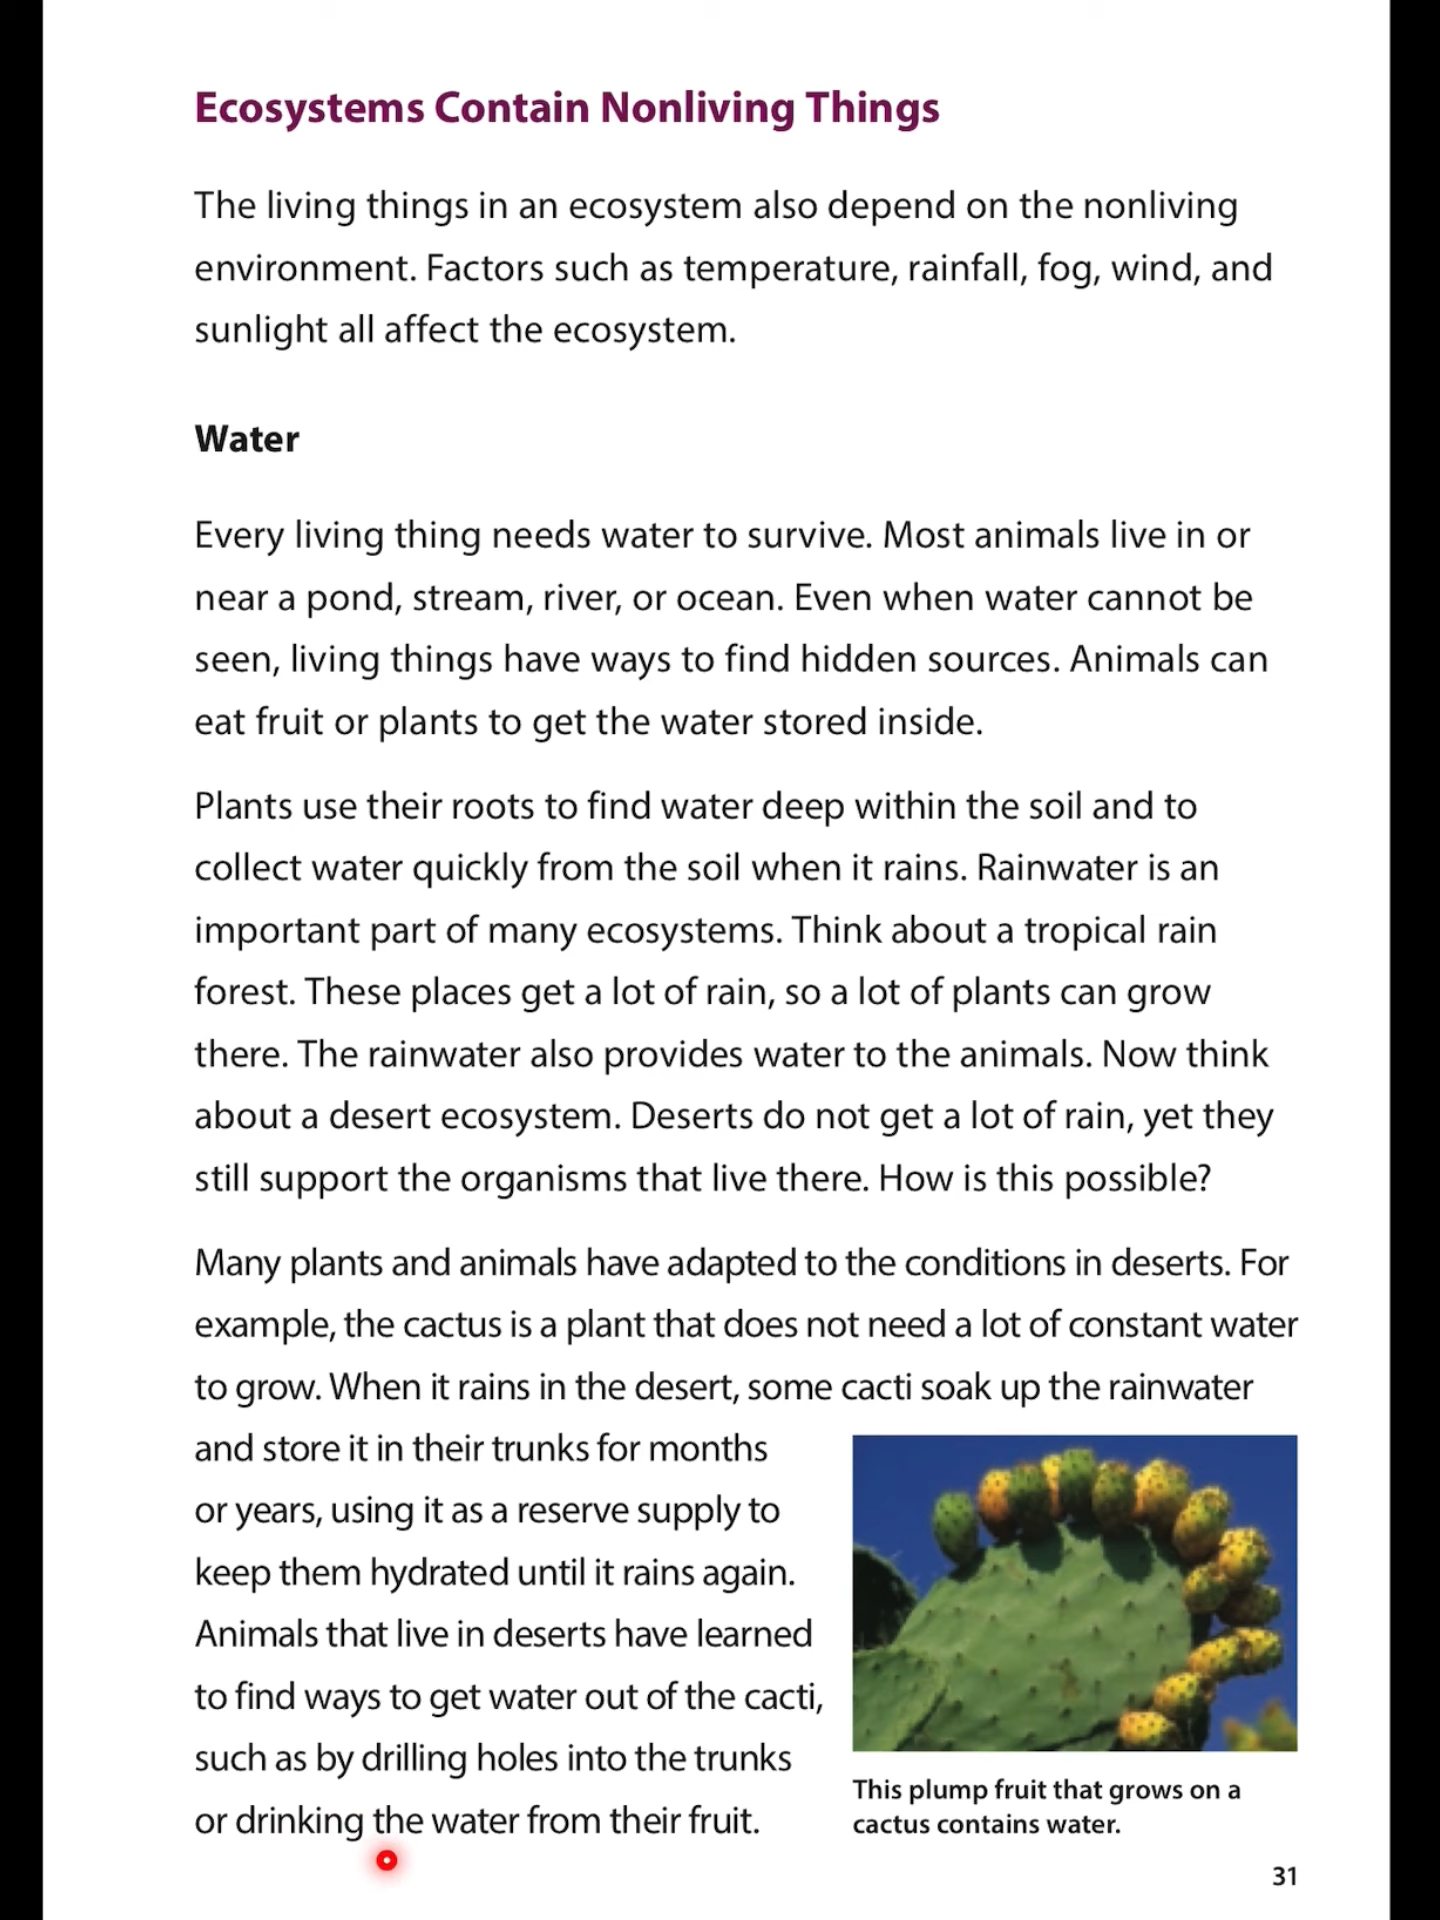 Ecosystems Contain Nonliving Things
The living things in an ecosystem also depend on the nonliving
environment. Factors such as temperature, rainfall, fog, wind, and
sunlight all affect the ecosystem.
Water
Every living thing needs water to survive. Most animals live in or
near a pond, stream, river, or ocean. Even when water cannot be
seen, living things have ways to find hidden sources. Animals can
eat fruit or plants to get the water stored inside.
Plants use their roots to find water deep within the soil and to
collect water quickly from the soil when it rains. Rainwater is an
important part of many ecosystems. Think about a tropical rain
forest. These places get a lot of rain, so a lot of plants can grow
there. The rainwater also provides water to the animals. Now think
about a desert ecosystem. Deserts do not get a lot of rain, yet they
still support the organisms that live there. How is this possible?
Many plants and animals have adapted to the conditions in deserts. For
example, the cactus is a plant that does not need a lot of constant water
to grow. When it rains in the desert, some cacti soak up the rainwater
and store it in their trunks for months
or years, using it as a reserve supply to
keep them hydrated until it rains again.
Animals that live in deserts have learned
to find ways to get water out of the cacti,
such as by drilling holes into the trunks
or drinking the water from their fruit.
This plump fruit that grows on a
cactus contains water.
31